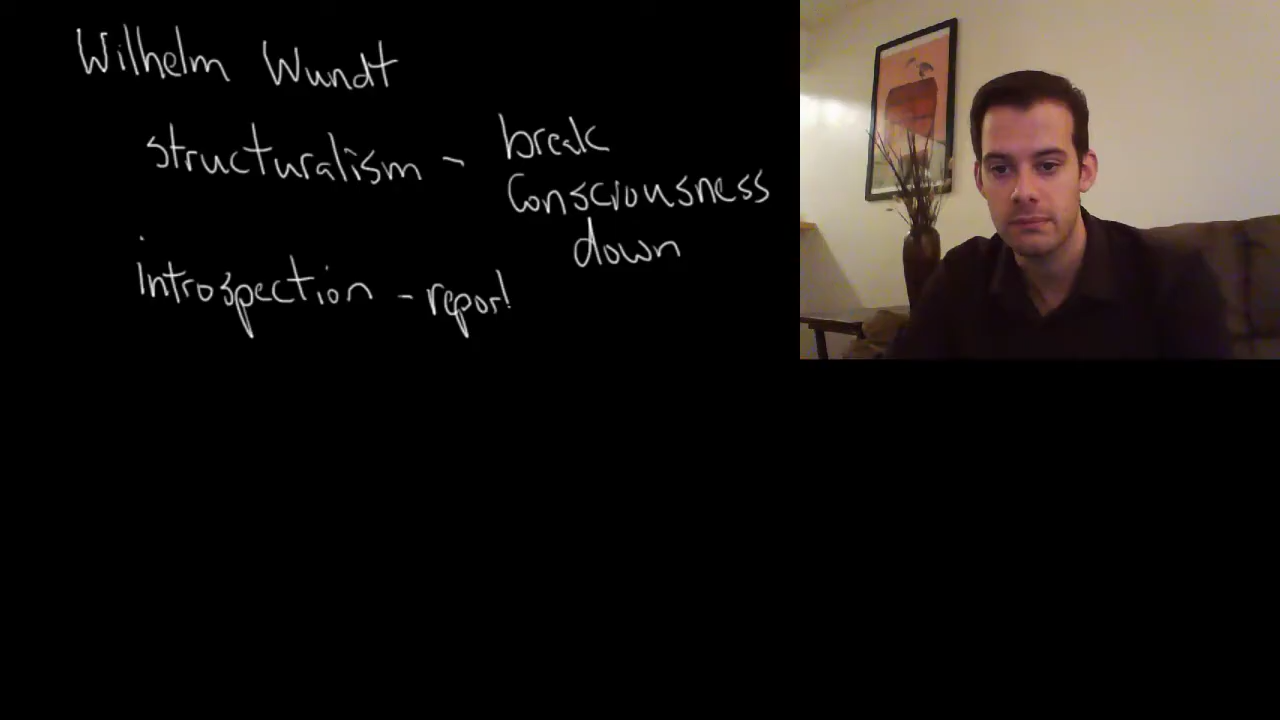 Wilhelm Wundt
structuralism - break
consciousness
down
introspection - report